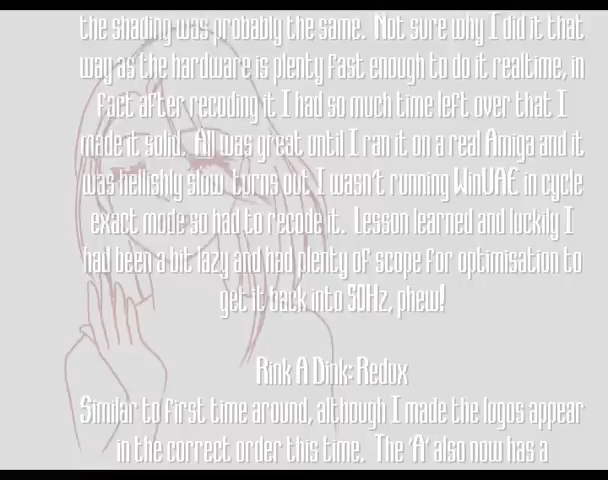 the shading was probably the same. Not sure why I did it that
way as the hardware is plenty fast enough to do it realtime, in
fact after recoding it I had so much time left over that I
made it solid. All was great until I ran it on a real Amiga and it
was hellishly slow turns out I wasn't running WinUAE in cycle
exact mode so had to recode it. Lesson learned and luckily I
had been a bit lazy and had plenty of scope for optimisation to
get it back into 50Hz, phew!
Rink A Dink: Redox
Similar to first time around, although I made the logos appear
in the correct order this time. The 'A' also now has a